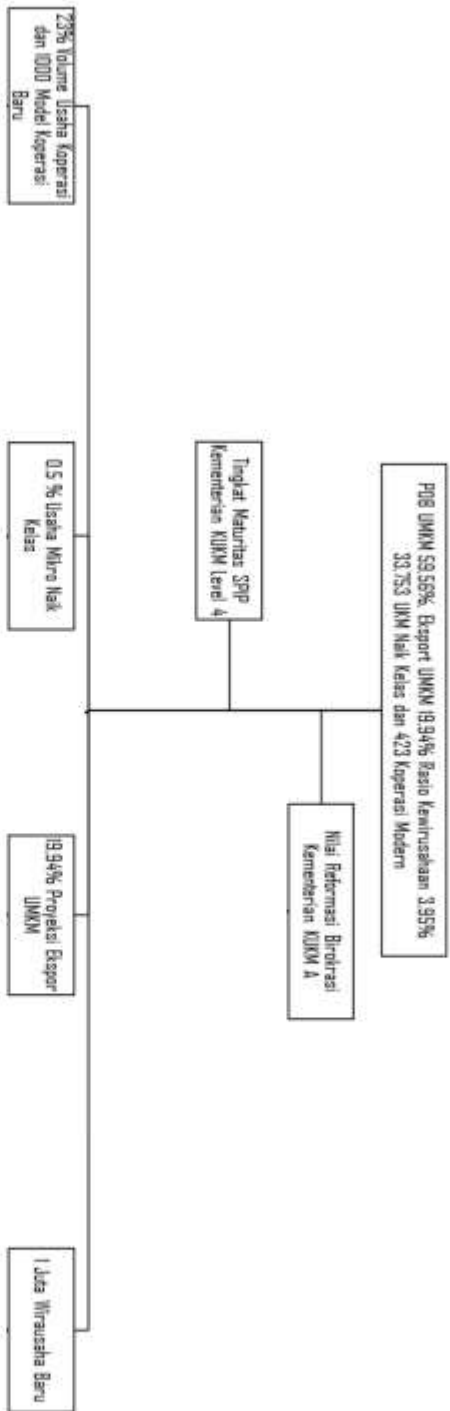 PDB UMKM 59.56%, Eksport UMKM 19.94% Rasio Kewirusahaan 3.95%
33.753 UKM Naik Kelas dan 423 Koperasi Modern
Nilai Reformasi Birokrasi
Kementerian KUKM A
Tingkat Maturitas SPIP
Kementerian KUKM Level 4
23% Volume Usaha Koperasi
dan 1000 Model Koperasi
Baru
0.5 % Usaha Mikro Naik
Kelas
19.94% Proyeksi Ekspor
UMKM
1 Juta Wirausaha Baru